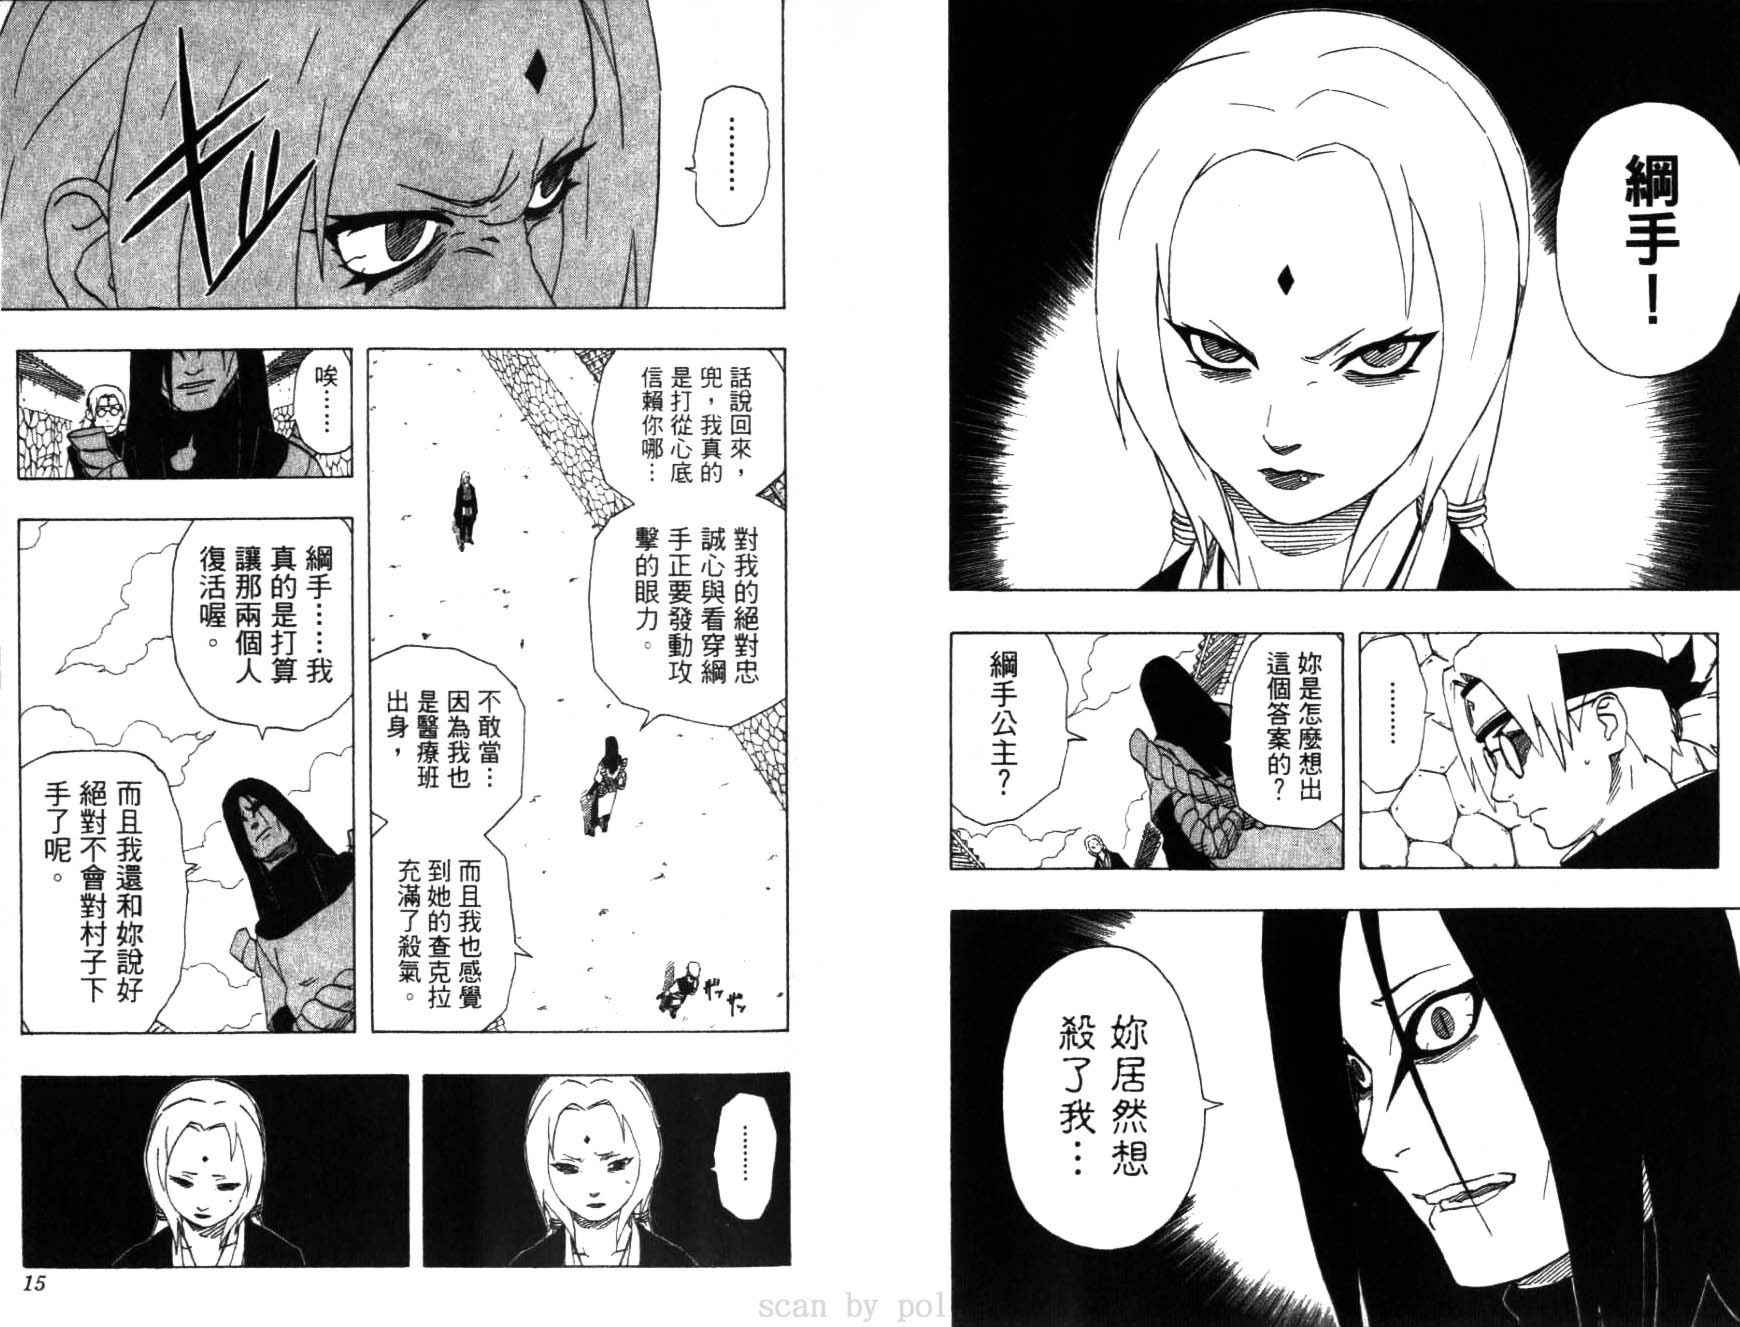 綱手！
………
妳是怎麼想出
這個答案的？
綱手公主？
妳居然想
殺了我…
………
話說回來，
兜，我真的
是打從心底
信賴你哪…
對我的絕對忠
誠心與看穿綱
手正要發動攻
擊的眼力。
不敢當…
因為我也
是醫療班
出身，
而且我也感覺
到她的查克拉
充滿了殺氣。
ザッ
ザッ
唉………
綱手……我
真的是打算
讓那兩個人
復活喔。
而且我還和妳說好
絕對不會對村子下
手了呢。
………
15
scan by pol